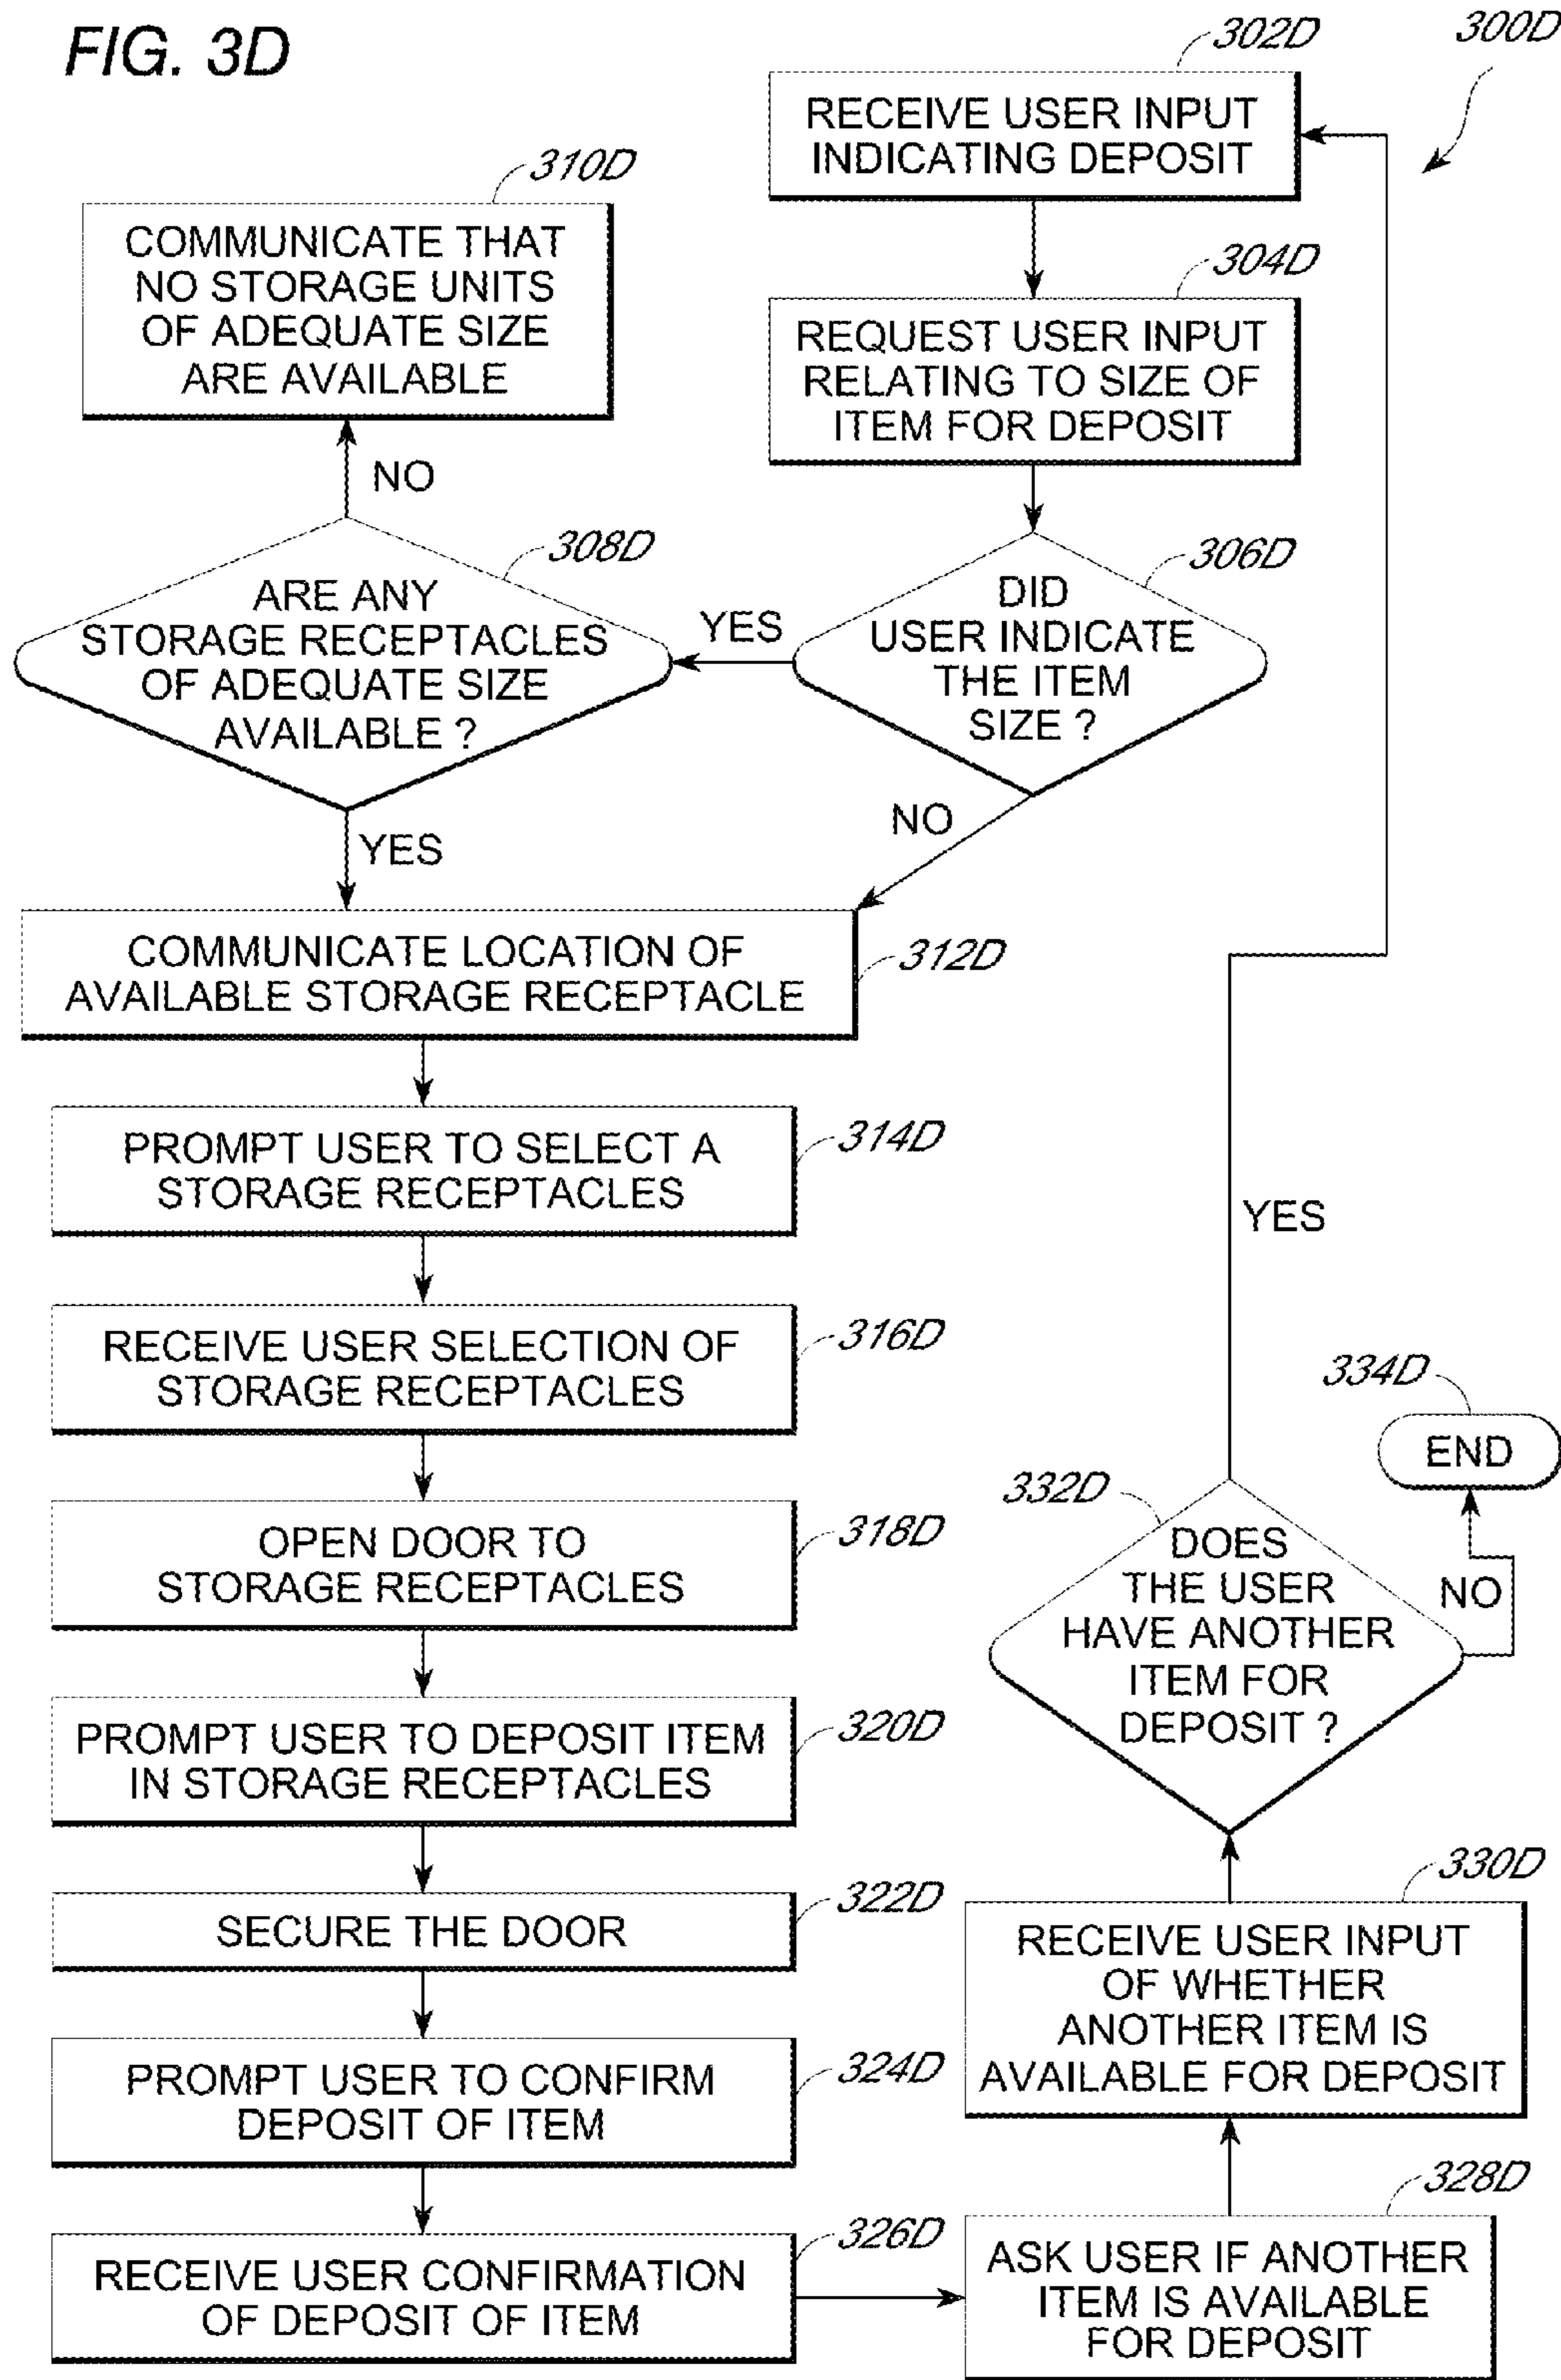 FIG. 3D
300D
302D
RECEIVE USER INPUT
INDICATING DEPOSIT
304D
REQUEST USER INPUT
RELATING TO SIZE OF
ITEM FOR DEPOSIT
306D
DID
USER INDICATE
THE ITEM
SIZE ?
YES
NO
308D
ARE ANY
STORAGE RECEPTACLES
OF ADEQUATE SIZE
AVAILABLE ?
NO
YES
310D
COMMUNICATE THAT
NO STORAGE UNITS
OF ADEQUATE SIZE
ARE AVAILABLE
COMMUNICATE LOCATION OF
AVAILABLE STORAGE RECEPTACLE
312D
PROMPT USER TO SELECT A
STORAGE RECEPTACLES
314D
RECEIVE USER SELECTION OF
STORAGE RECEPTACLES
316D
OPEN DOOR TO
STORAGE RECEPTACLES
318D
PROMPT USER TO DEPOSIT ITEM
IN STORAGE RECEPTACLES
320D
SECURE THE DOOR
322D
PROMPT USER TO CONFIRM
DEPOSIT OF ITEM
324D
RECEIVE USER CONFIRMATION
OF DEPOSIT OF ITEM
326D
328D
ASK USER IF ANOTHER
ITEM IS AVAILABLE
FOR DEPOSIT
330D
RECEIVE USER INPUT
OF WHETHER
ANOTHER ITEM IS
AVAILABLE FOR DEPOSIT
332D
DOES
THE USER
HAVE ANOTHER
ITEM FOR
DEPOSIT ?
YES
NO
334D
END